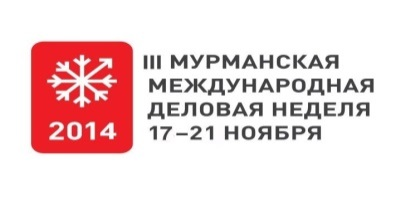 2014
III МУРМАНСКАЯ
МЕЖДУНАРОДНАЯ
ДЕЛОВАЯ НЕДЕЛЯ
17–21 НОЯБРЯ